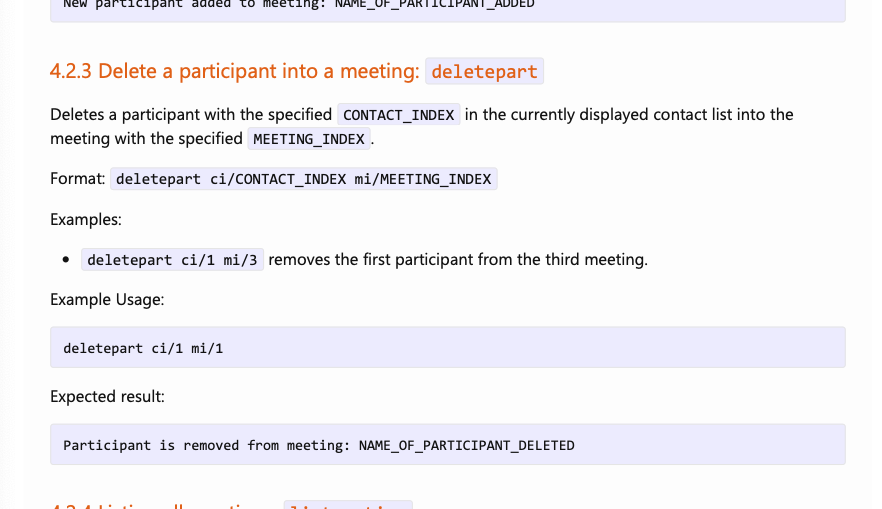 New participant added to meeting: NAME_OF_PARTICIPANT_ADDED
4.2.3 Delete a participant into a meeting: deletepart
Deletes a participant with the specified CONTACT_INDEX in the currently displayed contact list into the
meeting with the specified MEETING_INDEX.
Format: deletepart ci/CONTACT_INDEX mi/MEETING_INDEX
Examples:
• deletepart ci/1 mi/3 removes the first participant from the third meeting.
Example Usage:
deletepart ci/1 mi/1
Expected result:
Participant is removed from meeting: NAME_OF_PARTICIPANT_DELETED